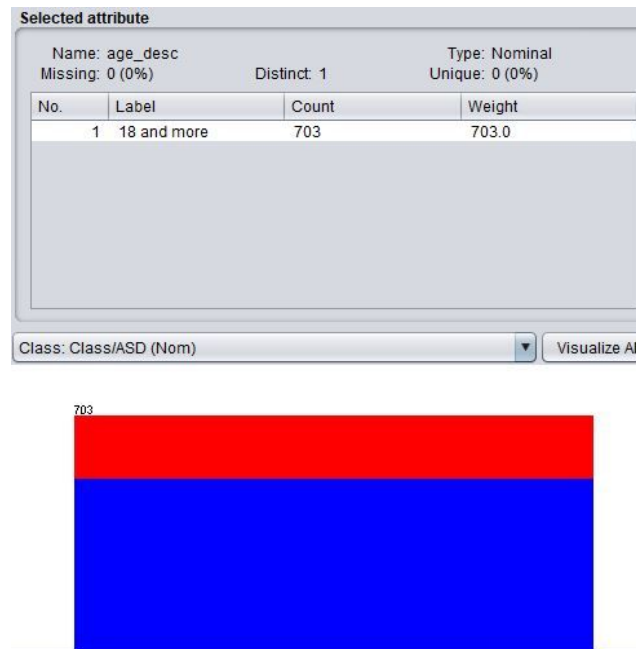 Selected attribute
Name: age_desc Type: Nominal
Missing: 0 (0%) Distinct: 1 Unique: 0 (0%)
No. Label Count Weight
1 18 and more 703 703.0
Class: Class/ASD (Nom) Visualize Al
703